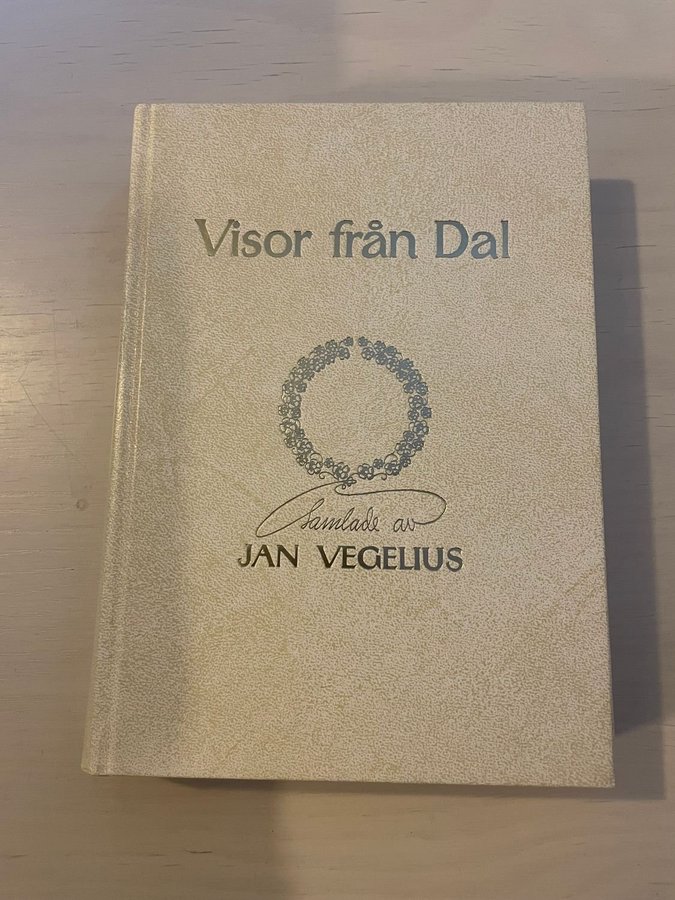 Visor från Dal
Samlade av
JAN VEGELIUS